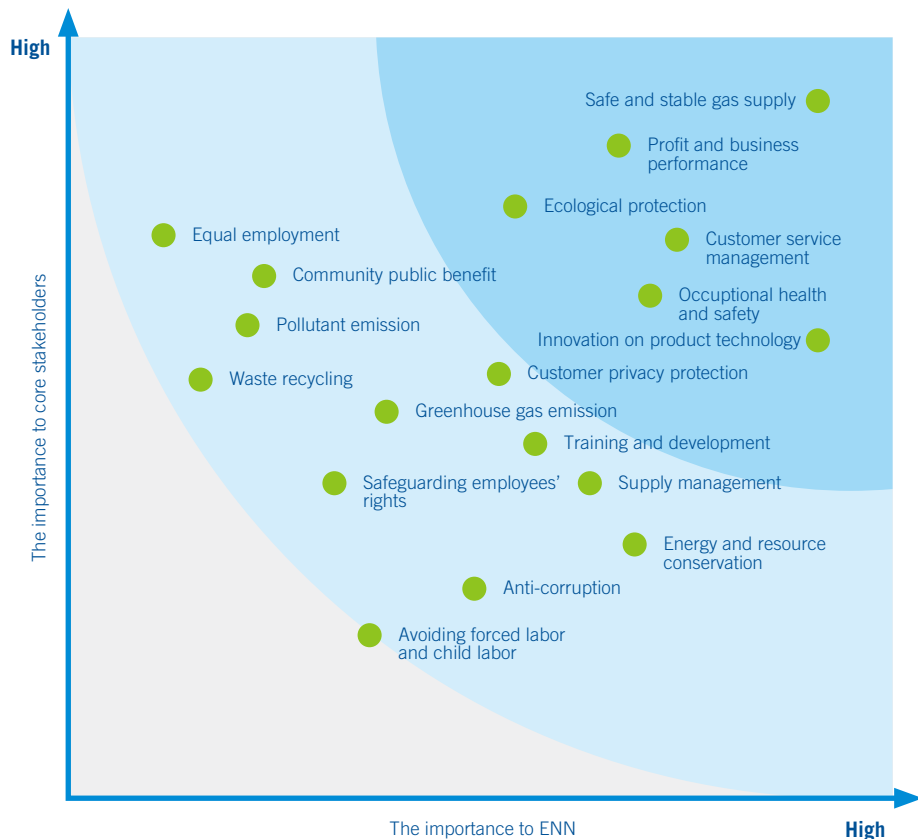 High
Safe and stable gas supply
Profit and business
performance
Ecological protection
Equal employment
Customer service
management
Community public benefit
Occuptional health
and safety
Pollutant emission
Innovation on product technology
Waste recycling
Customer privacy protection
Greenhouse gas emission
Training and development
Safeguarding employees’
rights
Supply management
Energy and resource
conservation
Anti-corruption
Avoiding forced labor
and child labor
The importance to core stakeholders
The importance to ENN
High